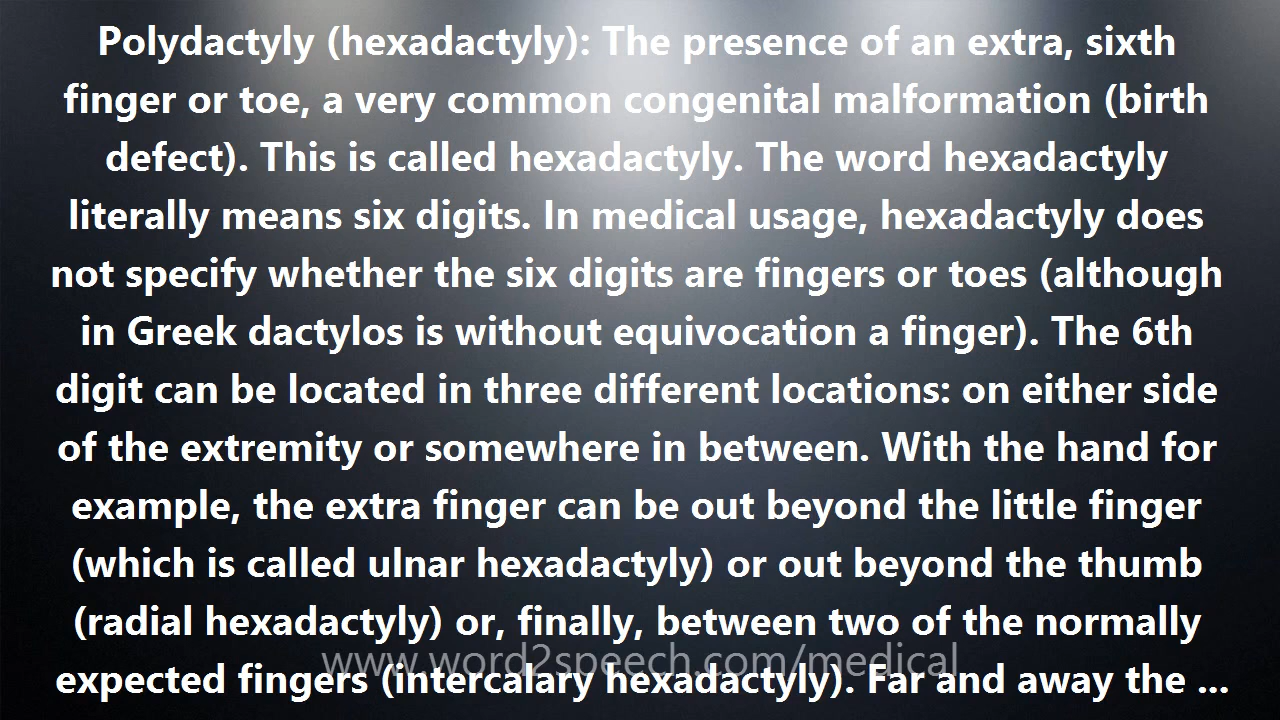 Polydactyly (hexadactyly): The presence of an extra, sixth
finger or toe, a very common congenital malformation (birth
defect). This is called hexadactyly. The word hexadactyly
literally means six digits. In medical usage, hexadactyly does
not specify whether the six digits are fingers or toes (although
in Greek dactylos is without equivocation a finger). The 6th
digit can be located in three different locations: on either side
of the extremity or somewhere in between. With the hand for
example, the extra finger can be out beyond the little finger
(which is called ulnar hexadactyly) or out beyond the thumb
(radial hexadactyly) or, finally, between two of the normally
www.word2speech.com/medical
expected fingers (intercalary hexadactyly). Far and away the ...